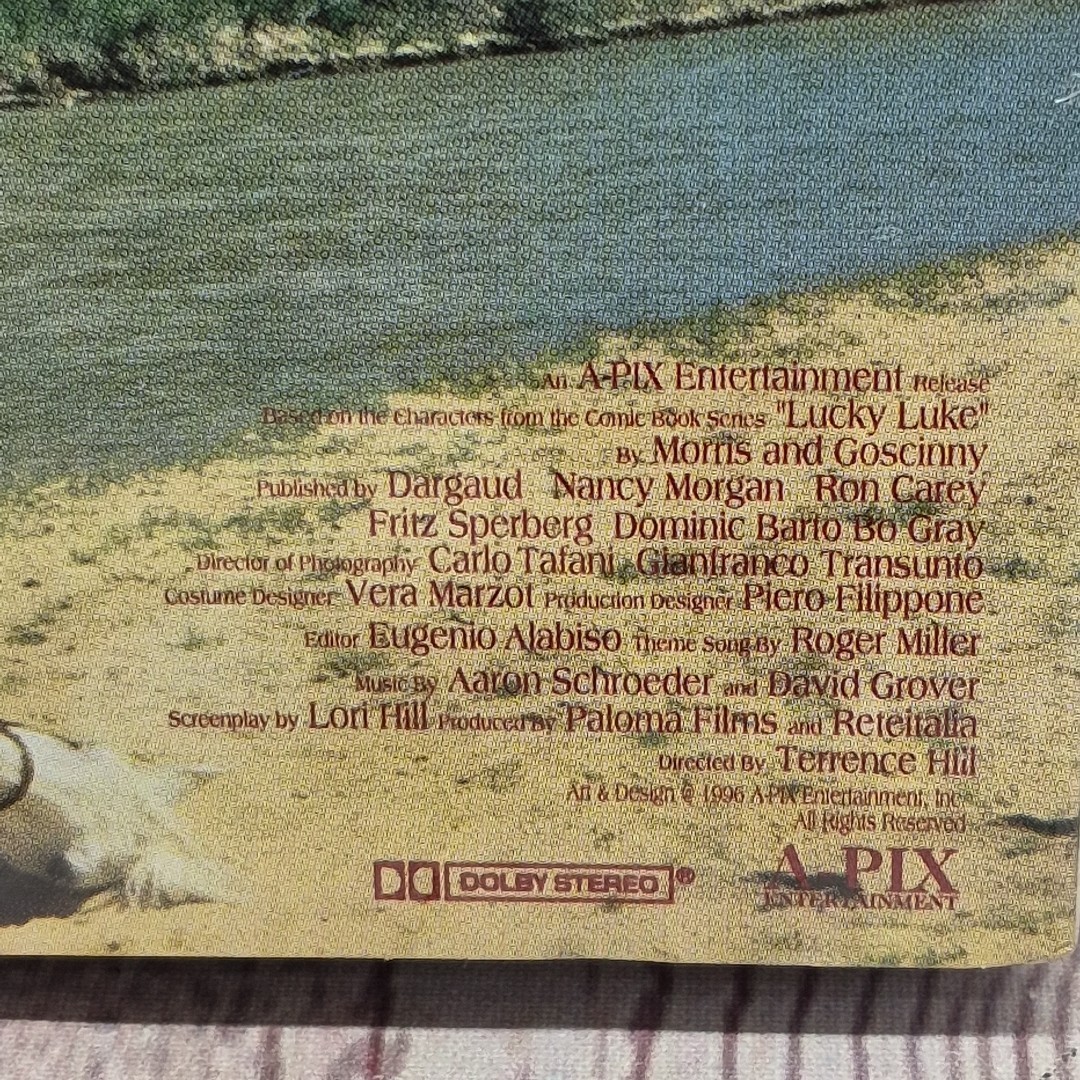 An A-PIX Entertainment Release
Based on the Characters from the Comic Book Series "Lucky Luke"
By Morris and Goscinny
Published by Dargaud Nancy Morgan Ron Carey
Fritz Sperberg Dominic Barto Bo Gray
Director of Photography Carlo Tafani Gianfranco Transunto
Costume Designer Vera Marzot Production Designer Piero Filippone
Editor Eugenio Alabiso Theme Song By Roger Miller
Music By Aaron Schroeder and David Grover
Screenplay by Lori Hill Produced By Paloma Films and Reteitalia
Directed By Terrence Hill
Art & Design © 1996 A-PIX Entertainment, Inc.
All Rights Reserved
DOLBY STEREO®
A PIX
ENTERTAINMENT